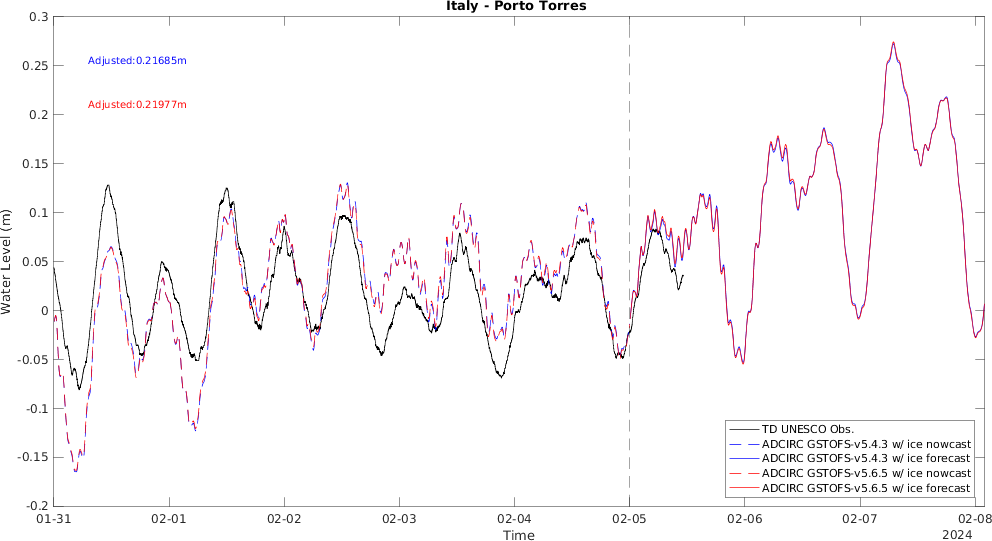 Italy - Porto Torres
0.3
0.25
0.2
0.15
0.1
0.05
0
-0.05
-0.1
-0.15
-0.2
Water Level (m)
Adjusted:0.21685m
Adjusted:0.21977m
TD UNESCO Obs.
ADCIRC GSTOFS-v5.4.3 w/ ice nowcast
ADCIRC GSTOFS-v5.4.3 w/ ice forecast
ADCIRC GSTOFS-v5.6.5 w/ ice nowcast
ADCIRC GSTOFS-v5.6.5 w/ ice forecast
01-31 02-01 02-02 02-03 02-04 02-05 02-06 02-07 02-08
Time
2024